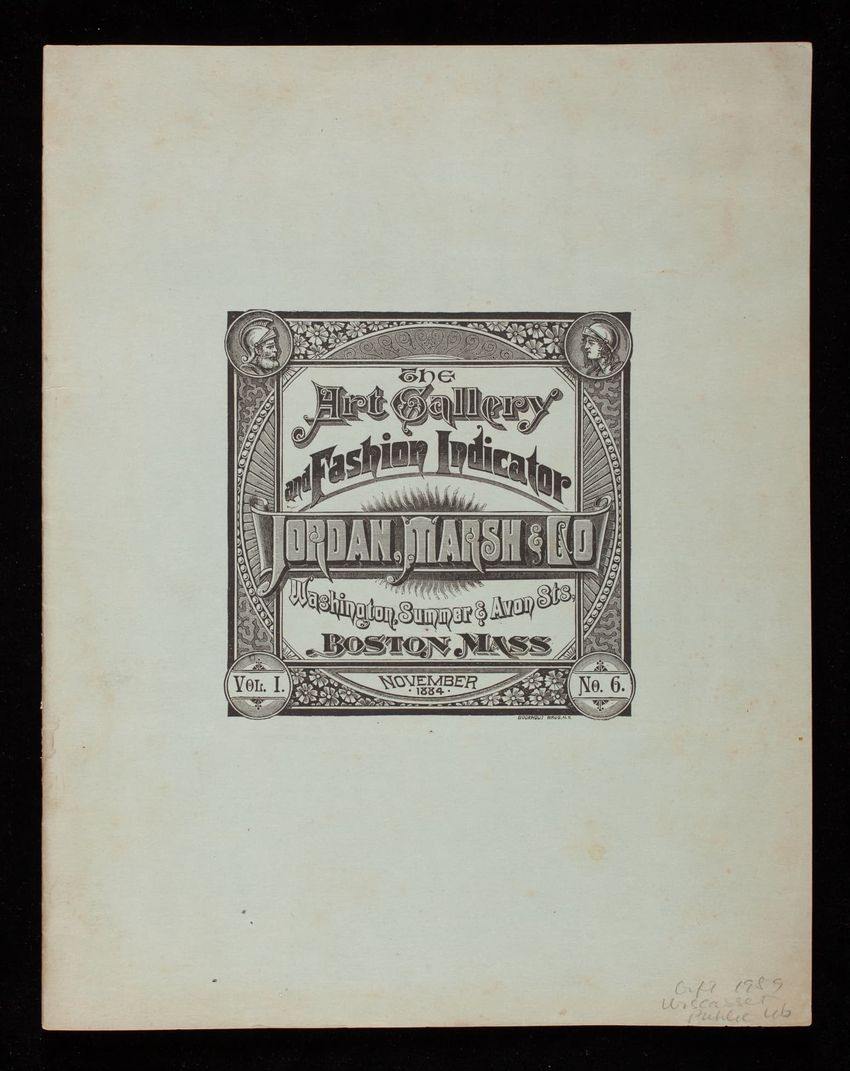 The
Art Gallery
and Fashion Indicator
Jordan, Marsh & Co
Washington, Summer & Avon Sts,
Boston, Mass
Vol. I.
November
1884.
No. 6.
Gift 1989
Wiscasset
Public Lib